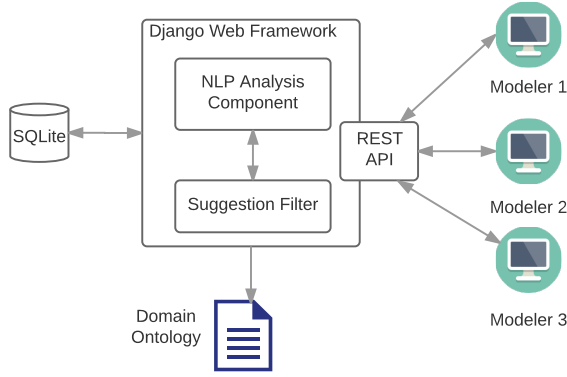 Django Web Framework
NLP Analysis
Component
SQLite
REST
API
Suggestion Filter
Modeler 1
Modeler 2
Modeler 3
Domain
Ontology